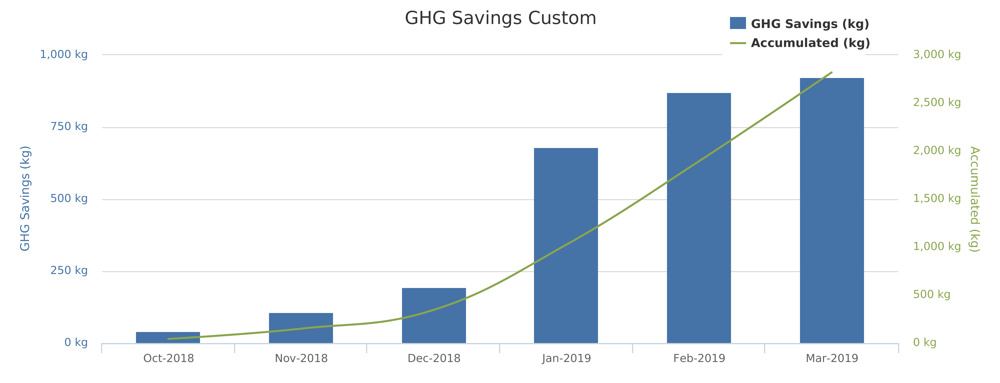 GHG Savings Custom
GHG Savings (kg)
Accumulated (kg)
1,000 kg
750 kg
500 kg
250 kg
0 kg
GHG Savings (kg)
3,000 kg
2,500 kg
2,000 kg
1,500 kg
1,000 kg
500 kg
0 kg
Accumulated (kg)
Oct-2018
Nov-2018
Dec-2018
Jan-2019
Feb-2019
Mar-2019